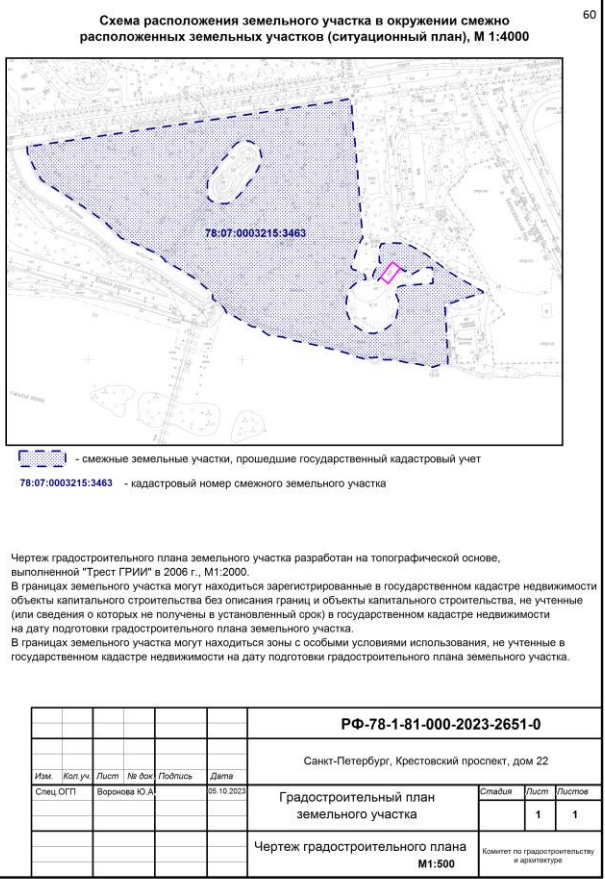 60
Схема расположения земельного участка в окружении смежно
расположенных земельных участков (ситуационный план), М 1:4000
78:07:0003215:3463
- смежные земельные участки, прошедшие государственный кадастровый учет
78:07:0003215:3463 - кадастровый номер смежного земельного участка
Чертеж градостроительного плана земельного участка разработан на топографической основе,
выполненной "Трест ГРИИ" в 2006 г., М1:2000.
В границах земельного участка могут находиться зарегистрированные в государственном кадастре недвижимости
объекты капитального строительства без описания границ и объекты капитального строительства, не учтенные
(или сведения о которых не получены в установленный срок) в государственном кадастре недвижимости
на дату подготовки градостроительного плана земельного участка.
В границах земельного участка могут находиться зоны с особыми условиями использования, не учтенные в
государственном кадастре недвижимости на дату подготовки градостроительного плана земельного участка.
РФ-78-1-81-000-2023-2651-0
Санкт-Петербург, Крестовский проспект, дом 22
Изм. Кол.уч. Лист № док Подпись Дата
Спец.ОГП Воронова Ю.А. 05.10.2023
Градостроительный план
земельного участка
Стадия Лист Листов
1 1
Чертеж градостроительного плана
М1:500
Комитет по градостроительству
и архитектуре